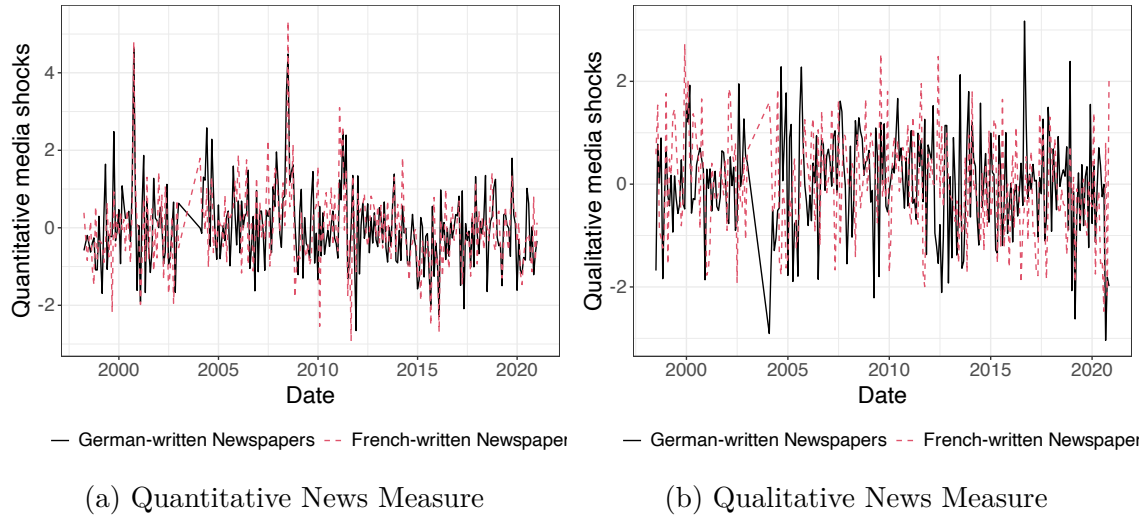 Quantitative media shocks
4
2
0
-2
2000
2005
2010
2015
2020
Date
German-written Newspapers
French-written Newspaper
(a) Quantitative News Measure
Qualitative media shocks
2
0
-2
2000
2005
2010
2015
2020
Date
German-written Newspapers
French-written Newspaper
(b) Qualitative News Measure